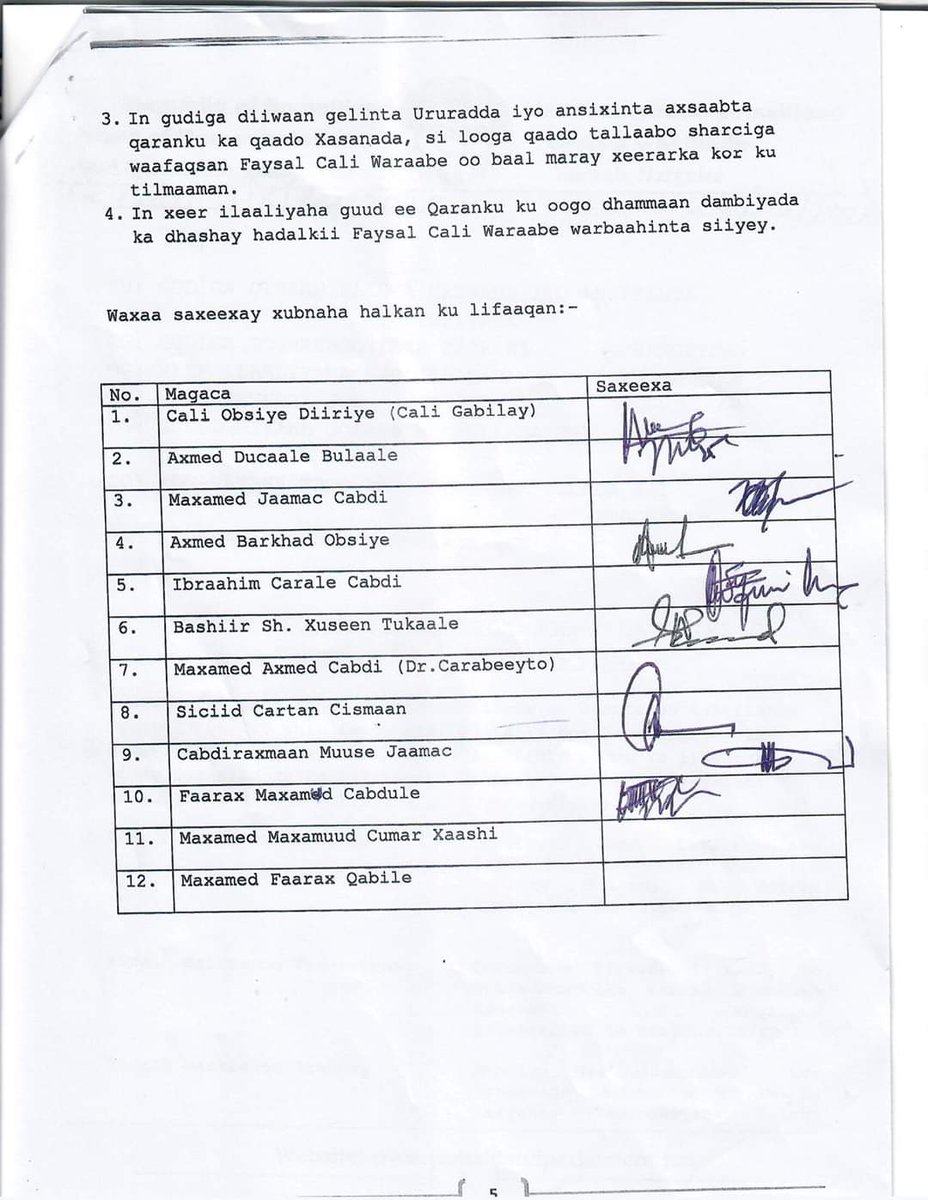 3. In gudiga diiwaan gelinta Ururadda iyo ansixinta axsaabta
qaranku ka qaado Xasanada, si looga qaado tallaabo sharciga
waafaqsan Faysal Cali Waraabe oo baal maray xeerarka kor ku
tilmaaman.
4. In xeer ilaaliyaha guud ee Qaranku ku oogo dhammaan dambiyada
ka dhashay hadalkii Faysal Cali Waraabe warbaahinta siiyey.
Waxaa saxeexay xubnaha halkan ku lifaaqan:-
No. Magaca Saxeexa
1. Cali Obsiye Diiriye (Cali Gabilay)
2. Axmed Ducaale Bulaale
3. Maxamed Jaamac Cabdi
4. Axmed Barkhad Obsiye
5. Ibraahim Carale Cabdi
6. Bashiir Sh. Xuseen Tukaale
7. Maxamed Axmed Cabdi (Dr.Carabeeyto)
8. Siciid Cartan Cismaan
9. Cabdiraxmaan Muuse Jaamac
10. Faarax Maxamed Cabdule
11. Maxamed Maxamuud Cumar Xaashi
12. Maxamed Faarax Qabile
5